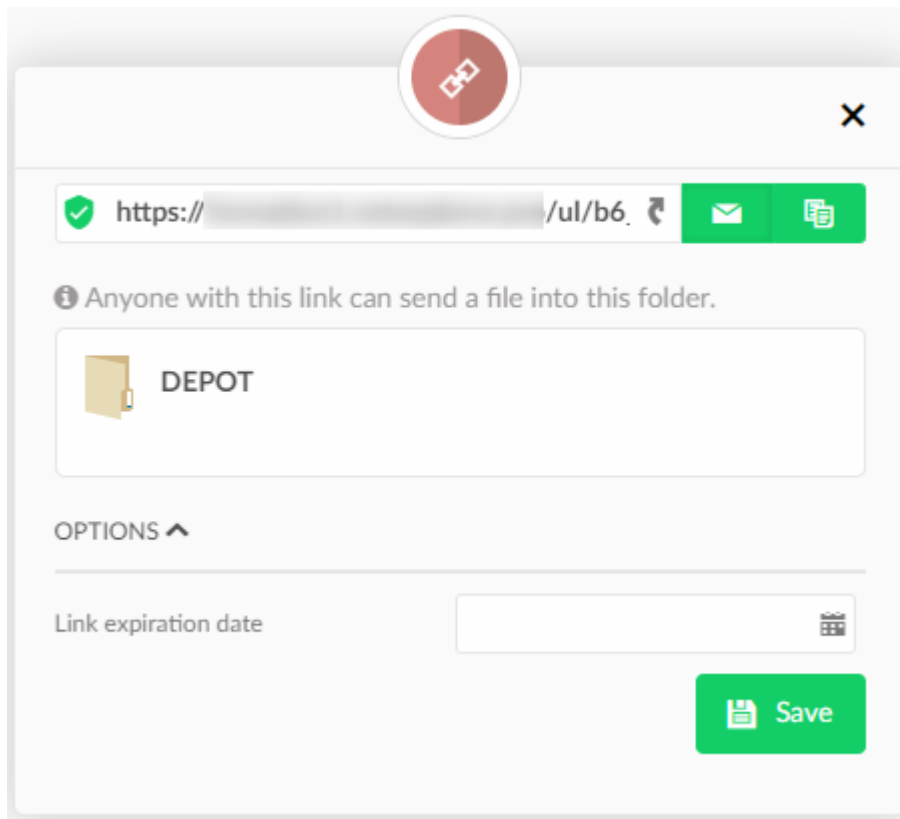 https:// /ul/b6_
Anyone with this link can send a file into this folder.
DEPOT
OPTIONS
Link expiration date
Save